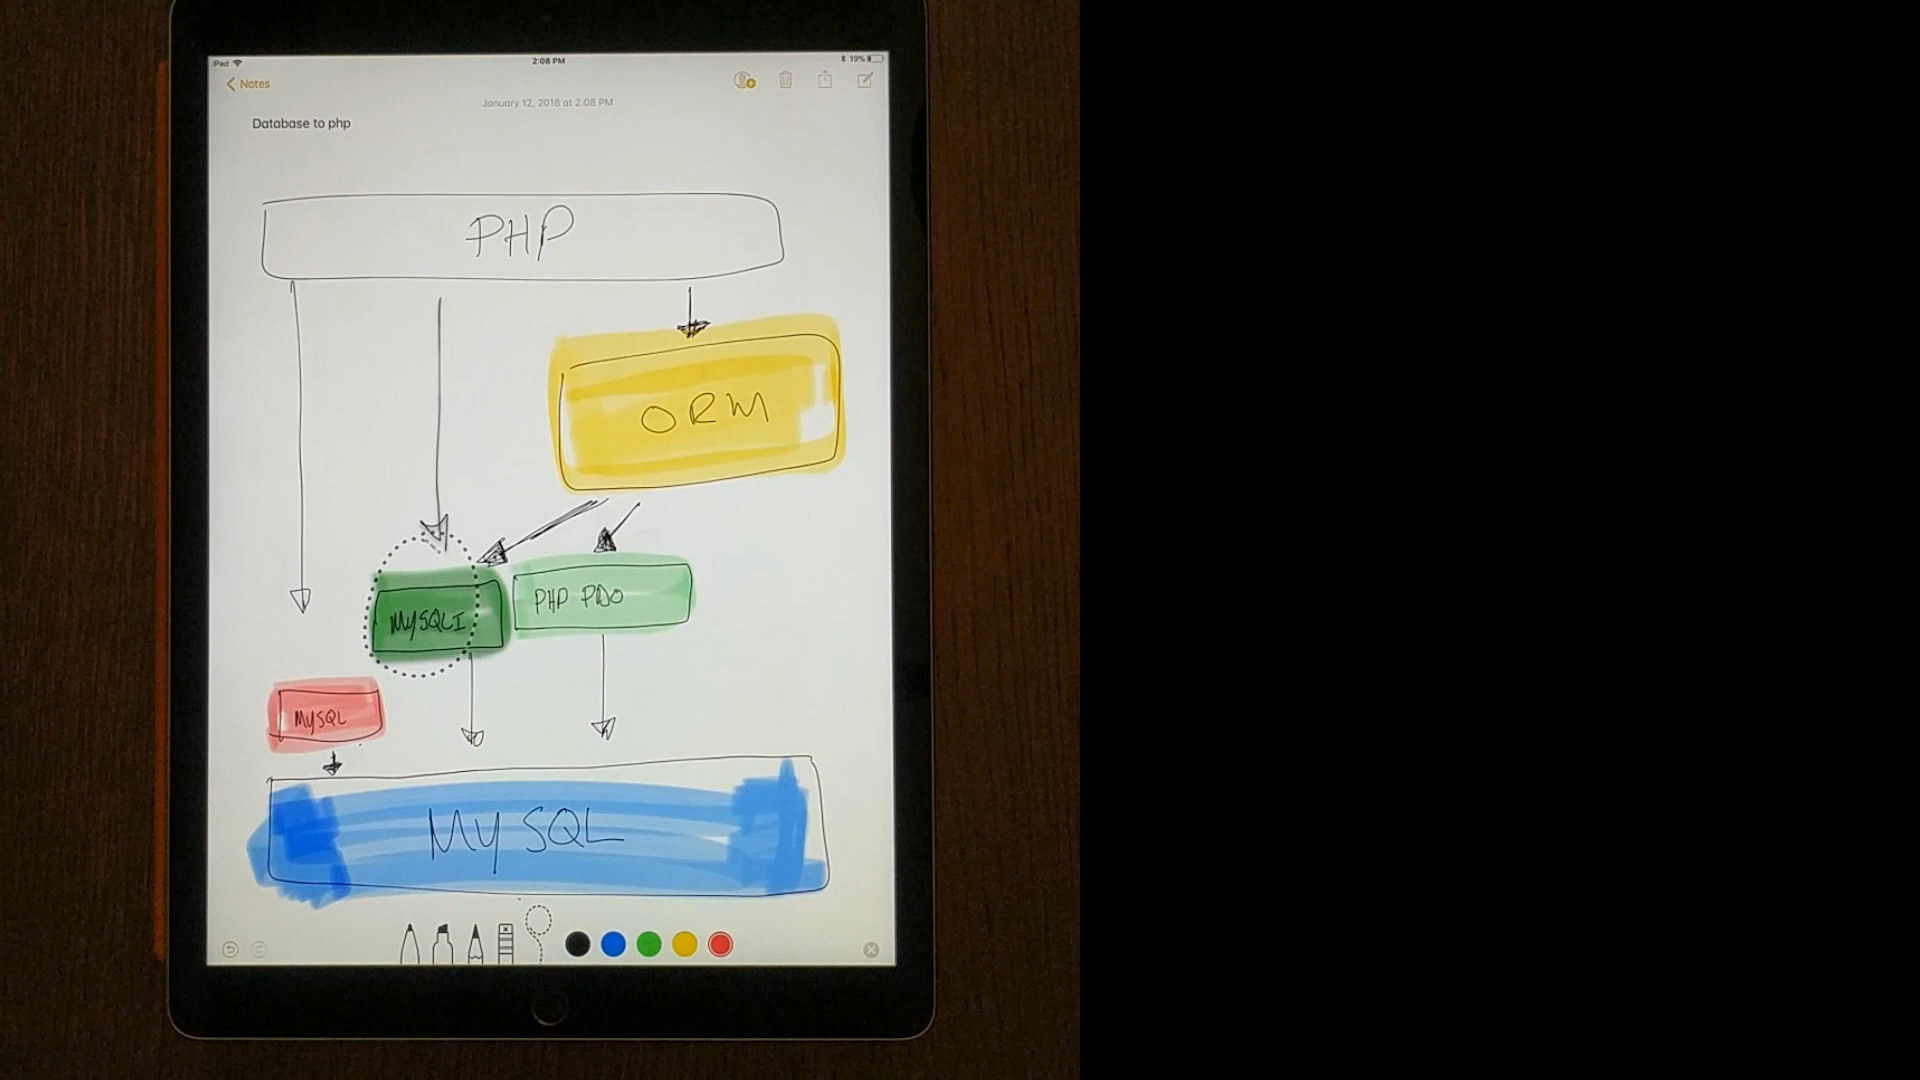 iPad
2:08 PM
19%
Notes
January 12, 2018 at 2:08 PM
Database to php
PHP
ORM
MYSQLI
PHP PDO
MYSQL
MY SQL